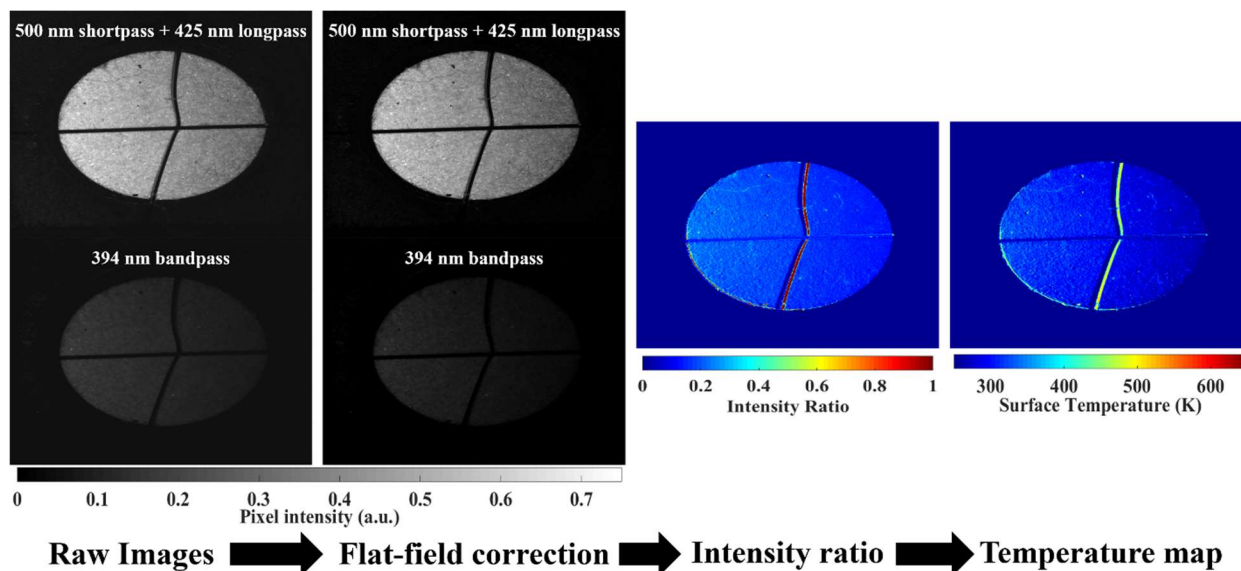 500 nm shortpass + 425 nm longpass
500 nm shortpass + 425 nm longpass
394 nm bandpass
394 nm bandpass
0 0.1 0.2 0.3 0.4 0.5 0.6 0.7
Pixel intensity (a.u.)
0 0.2 0.4 0.6 0.8 1
Intensity Ratio
300 400 500 600
Surface Temperature (K)
Raw Images Flat-field correction Intensity ratio Temperature map